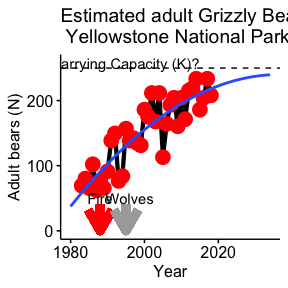 Estimated adult Grizzly Bea
Yellowstone National Park
arrying Capacity (K)?
Adult bears (N)
200
100
0
Fire
Wolves
1980
2000
2020
Year